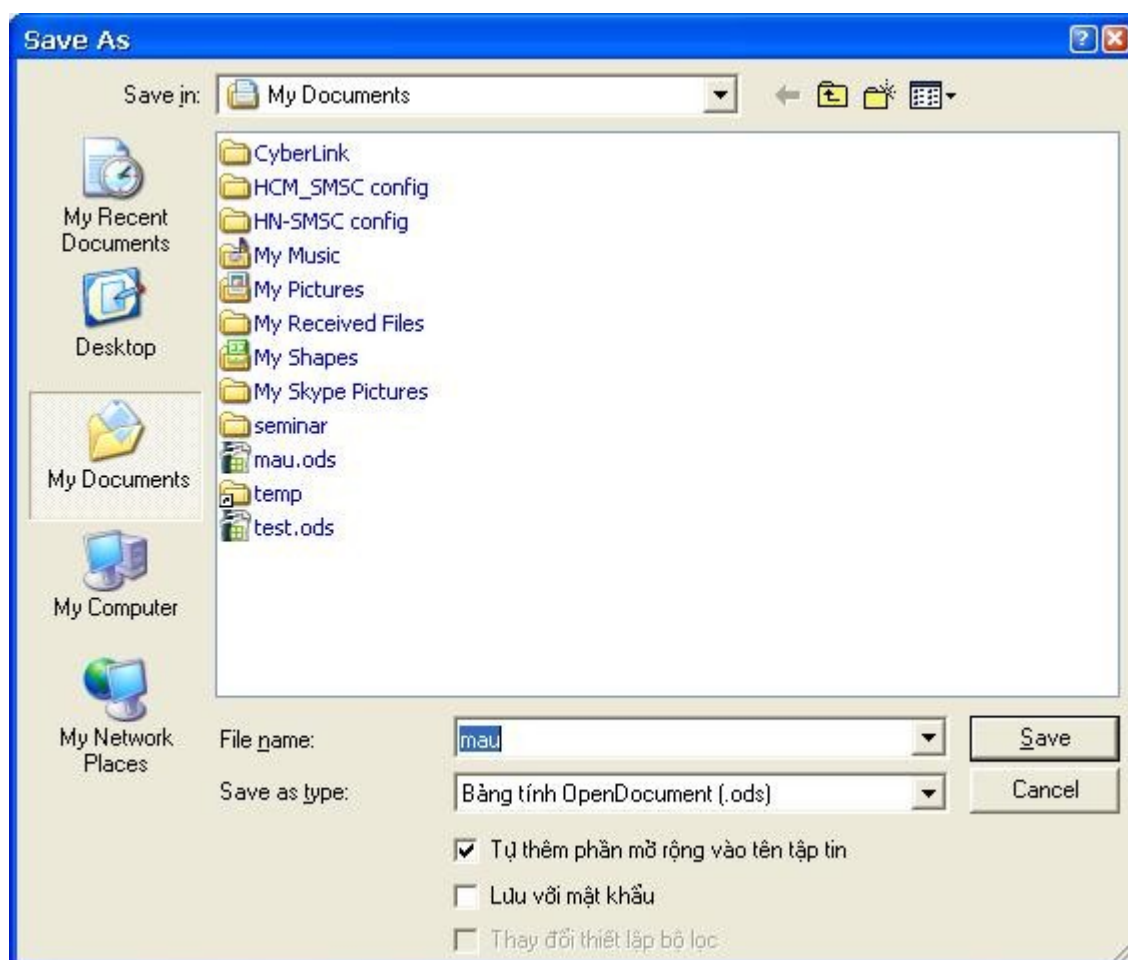 Save As
Save in:
My Documents
My Recent
Documents
Desktop
My Documents
My Computer
My Network
Places
CyberLink
HCM_SMSC config
HN-SMSC config
My Music
My Pictures
My Received Files
My Shapes
My Skype Pictures
seminar
mau.ods
temp
test.ods
File name:
mau
Save
Save as type:
Bảng tính OpenDocument (.ods)
Cancel
Tự thêm phần mở rộng vào tên tập tin
Lưu với mật khẩu
Thay đổi thiết lập bộ lọc